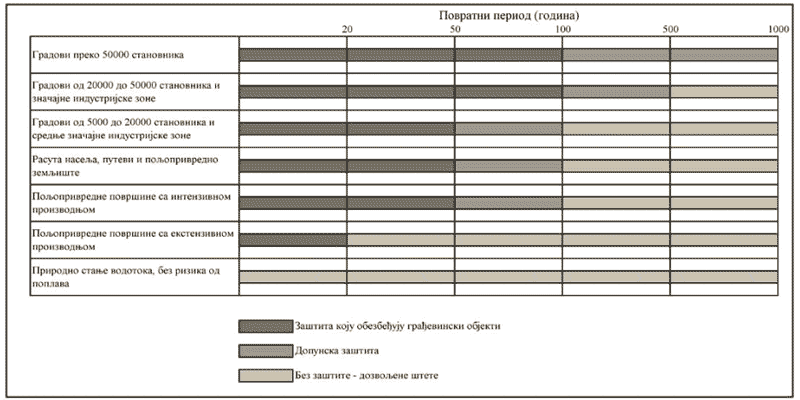 Повратни период (година)
20 50 100 500 1000
Градови преко 50000 становника
Градови од 20000 до 50000 становника и
значајне индустријске зоне
Градови од 5000 до 20000 становника и
средње значајне индустријске зоне
Расута насеља, путеви и пољопривредно
земљиште
Пољопривредне површине са интензивном
производњом
Пољопривредне површине са екстензивном
производњом
Природно стање водотока, без ризика од
поплава
Заштита коју обезбеђују грађевински објекти
Допунска заштита
Без заштите - дозвољене штете